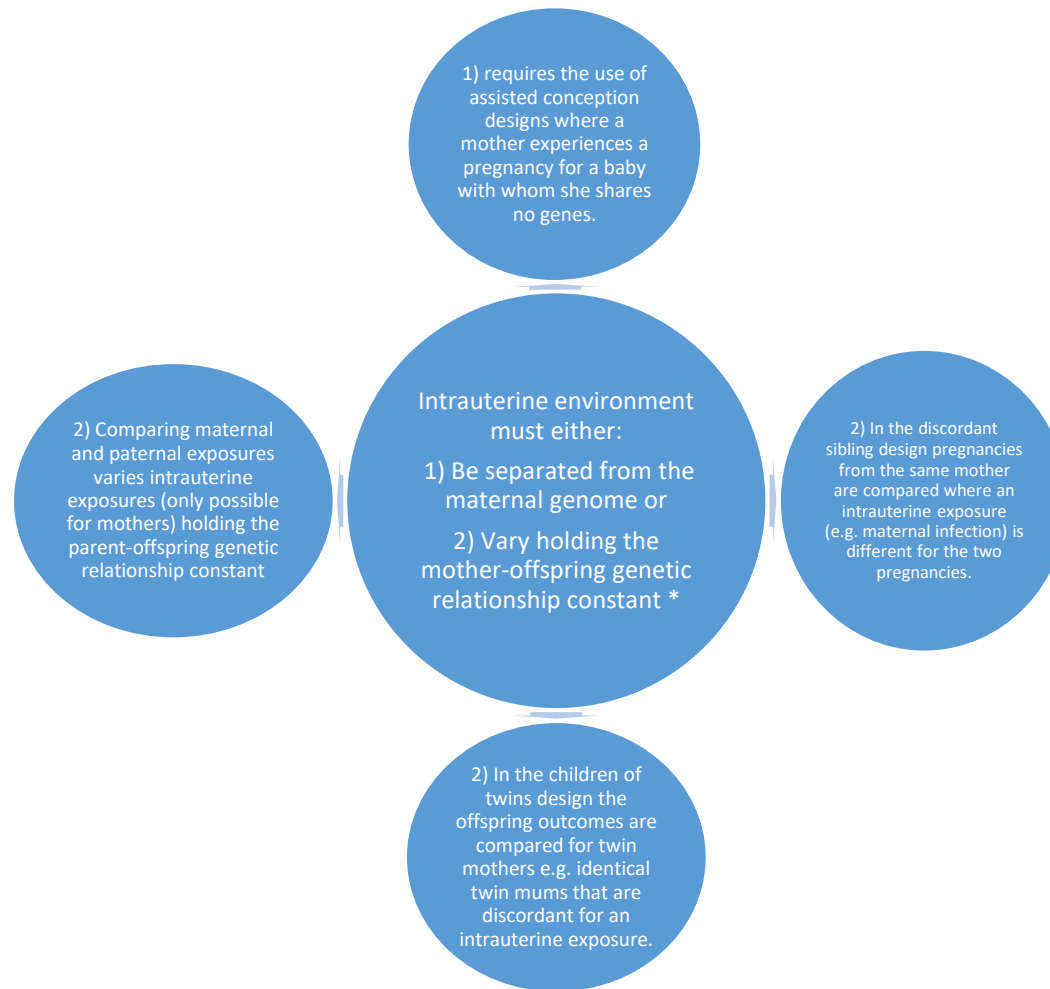 1) requires the use of
assisted conception
designs where a
mother experiences a
pregnancy for a baby
with whom she shares
no genes.
2) Comparing maternal
and paternal exposures
varies intrauterine
exposures (only possible
for mothers) holding the
parent-offspring genetic
relationship constant
Intrauterine environment
must either:
1) Be separated from the
maternal genome or
2) Vary holding the
mother-offspring genetic
relationship constant *
2) In the discordant
sibling design pregnancies
from the same mother
are compared where an
intrauterine exposure
(e.g. maternal infection) is
different for the two
pregnancies.
2) In the children of
twins design the
offspring outcomes are
compared for twin
mothers e.g. identical
twin mums that are
discordant for an
intrauterine exposure.